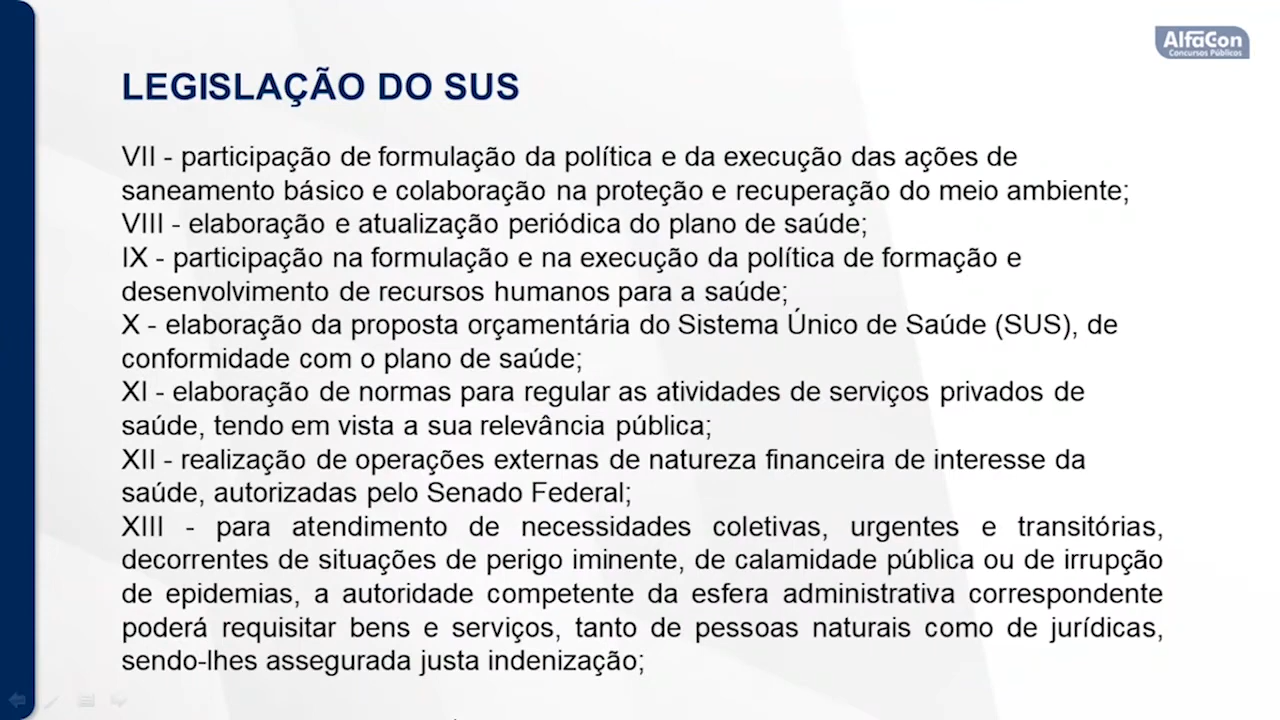 AlfaCon
Concursos Públicos
LEGISLAÇÃO DO SUS
VII - participação de formulação da política e da execução das ações de
saneamento básico e colaboração na proteção e recuperação do meio ambiente;
VIII - elaboração e atualização periódica do plano de saúde;
IX - participação na formulação e na execução da política de formação e
desenvolvimento de recursos humanos para a saúde;
X - elaboração da proposta orçamentária do Sistema Único de Saúde (SUS), de
conformidade com o plano de saúde;
XI - elaboração de normas para regular as atividades de serviços privados de
saúde, tendo em vista a sua relevância pública;
XII - realização de operações externas de natureza financeira de interesse da
saúde, autorizadas pelo Senado Federal;
XIII - para atendimento de necessidades coletivas, urgentes e transitórias,
decorrentes de situações de perigo iminente, de calamidade pública ou de irrupção
de epidemias, a autoridade competente da esfera administrativa correspondente
poderá requisitar bens e serviços, tanto de pessoas naturais como de jurídicas,
sendo-lhes assegurada justa indenização;